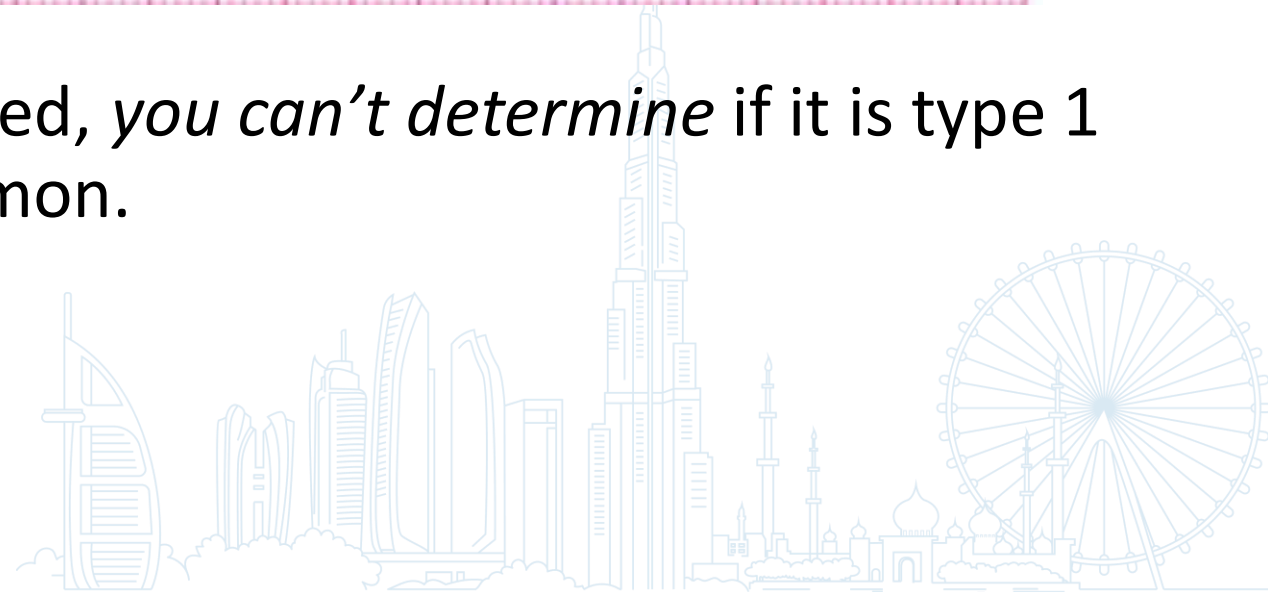 ed, you can’t determine if it is type 1
mon.